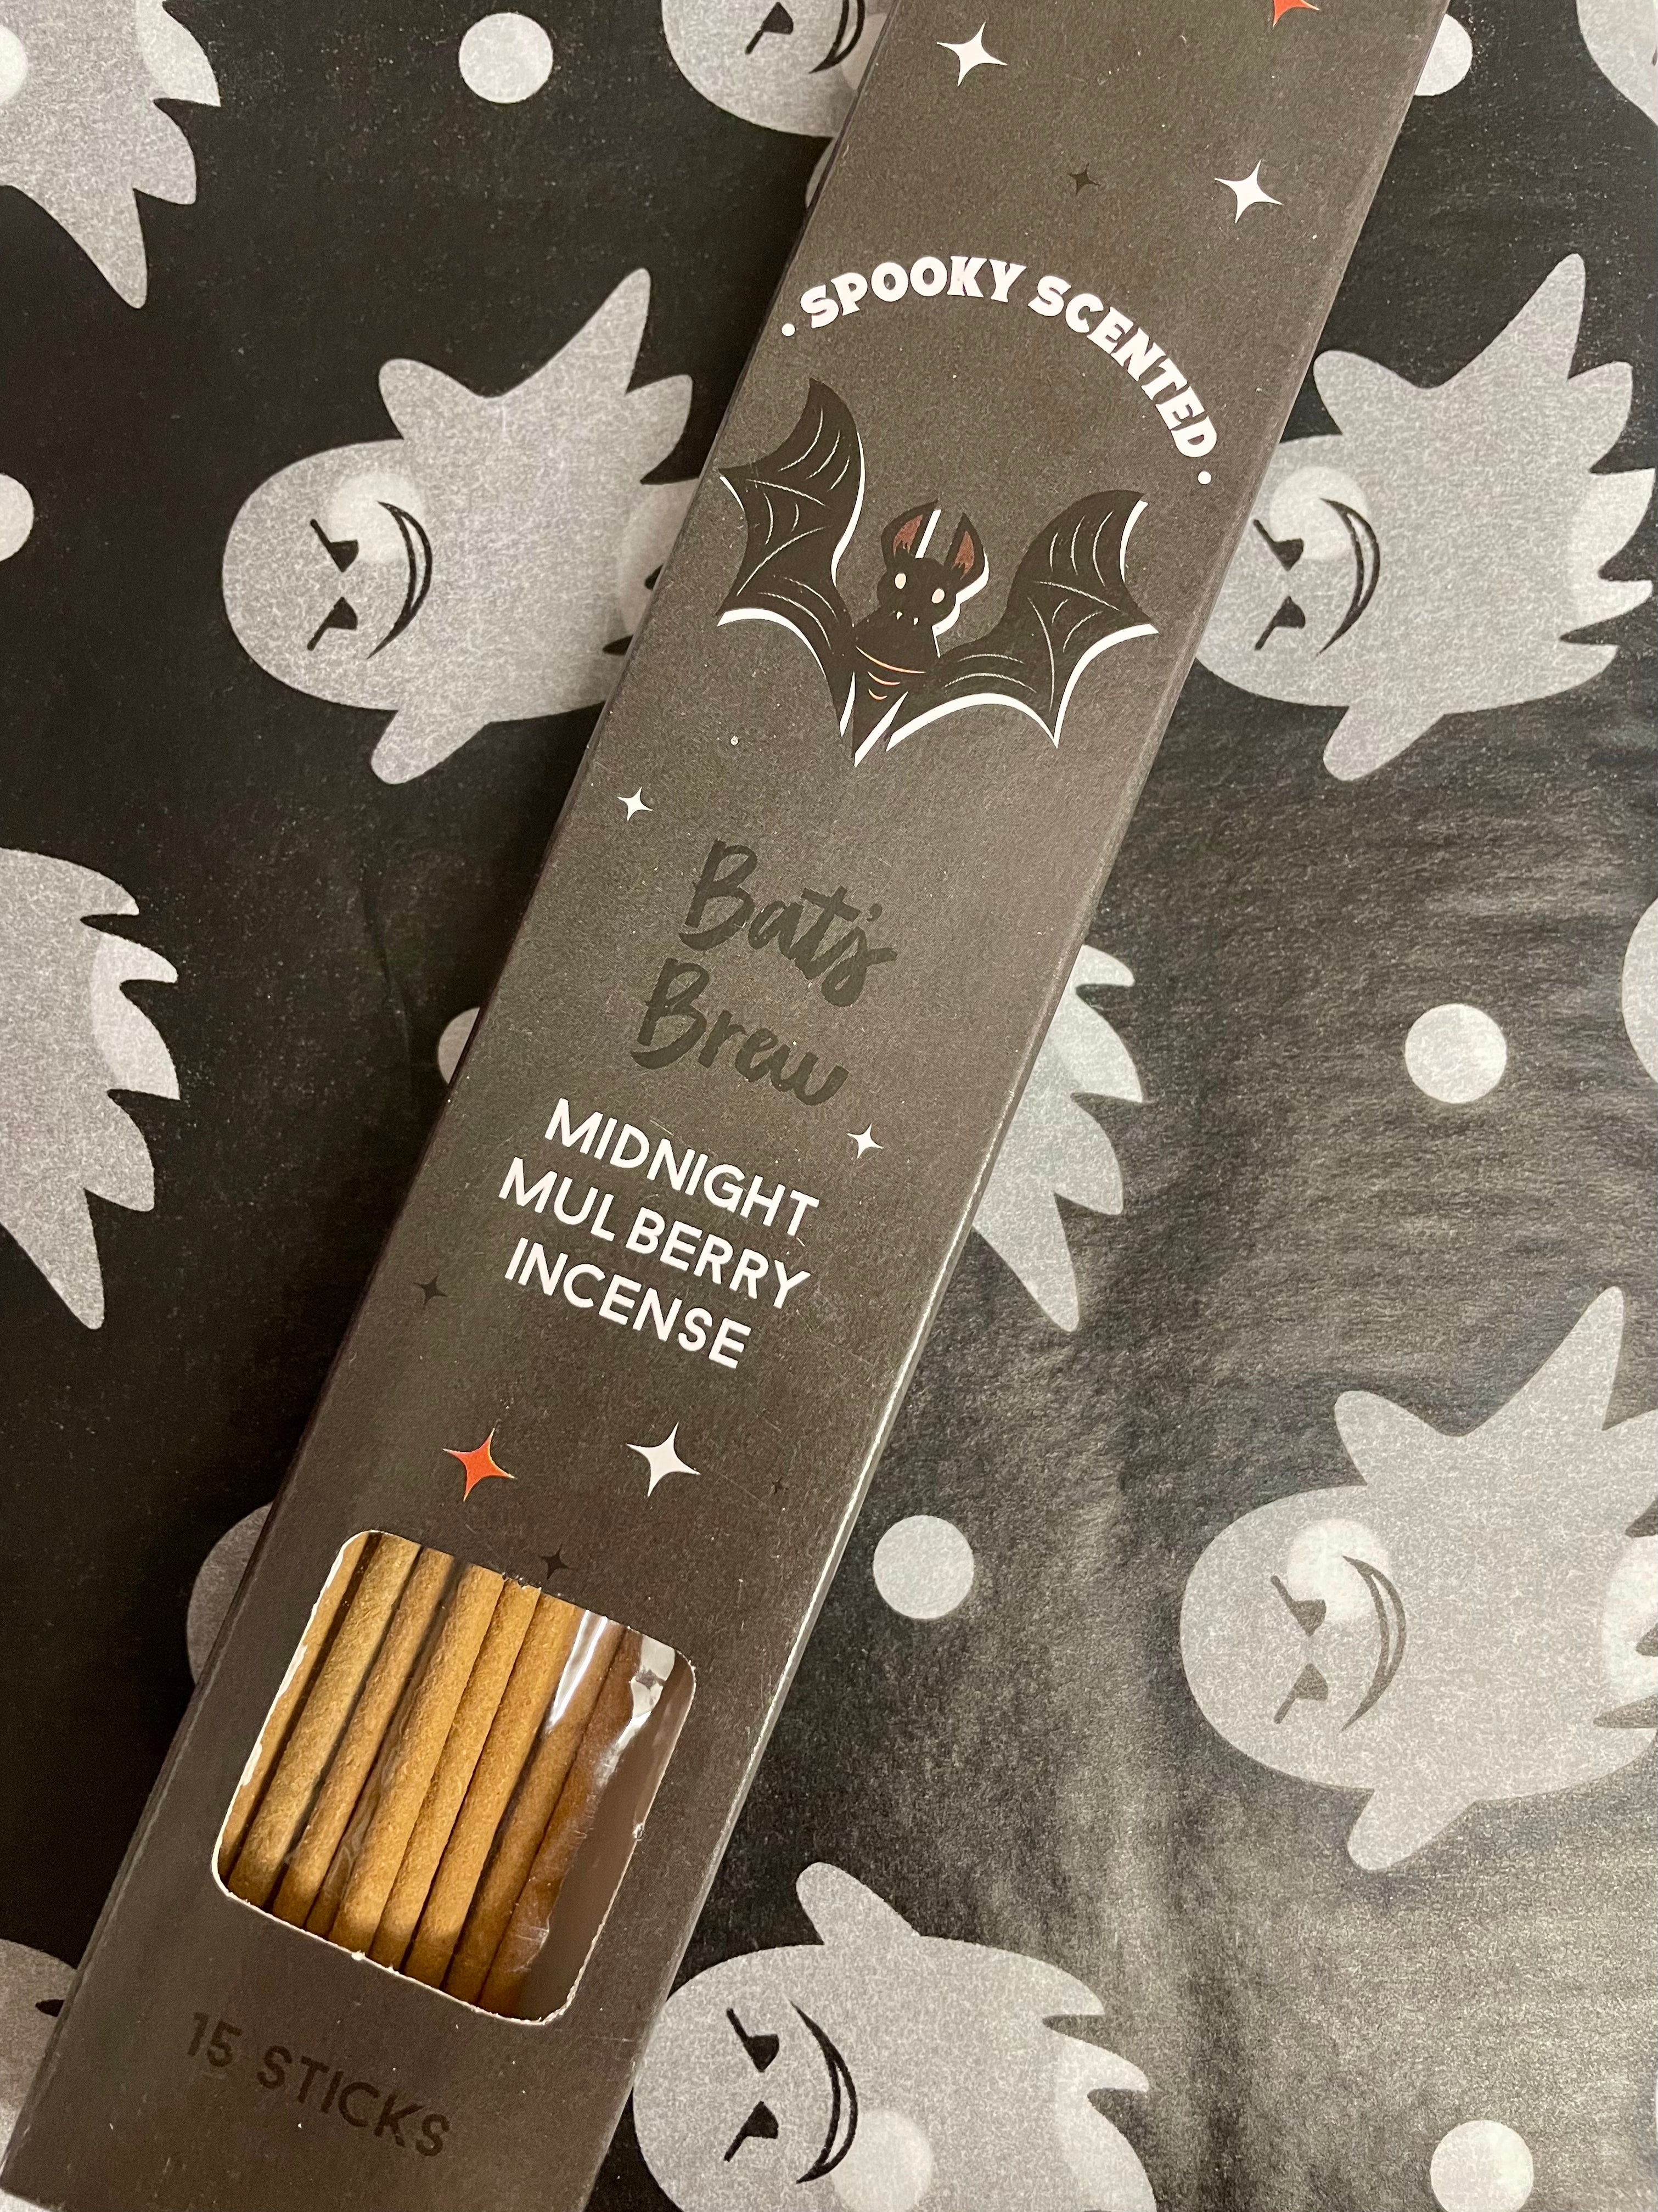 · SPOOKY SCENTED ·
Bat's
Brew
MIDNIGHT
MULBERRY
INCENSE
15 STICKS